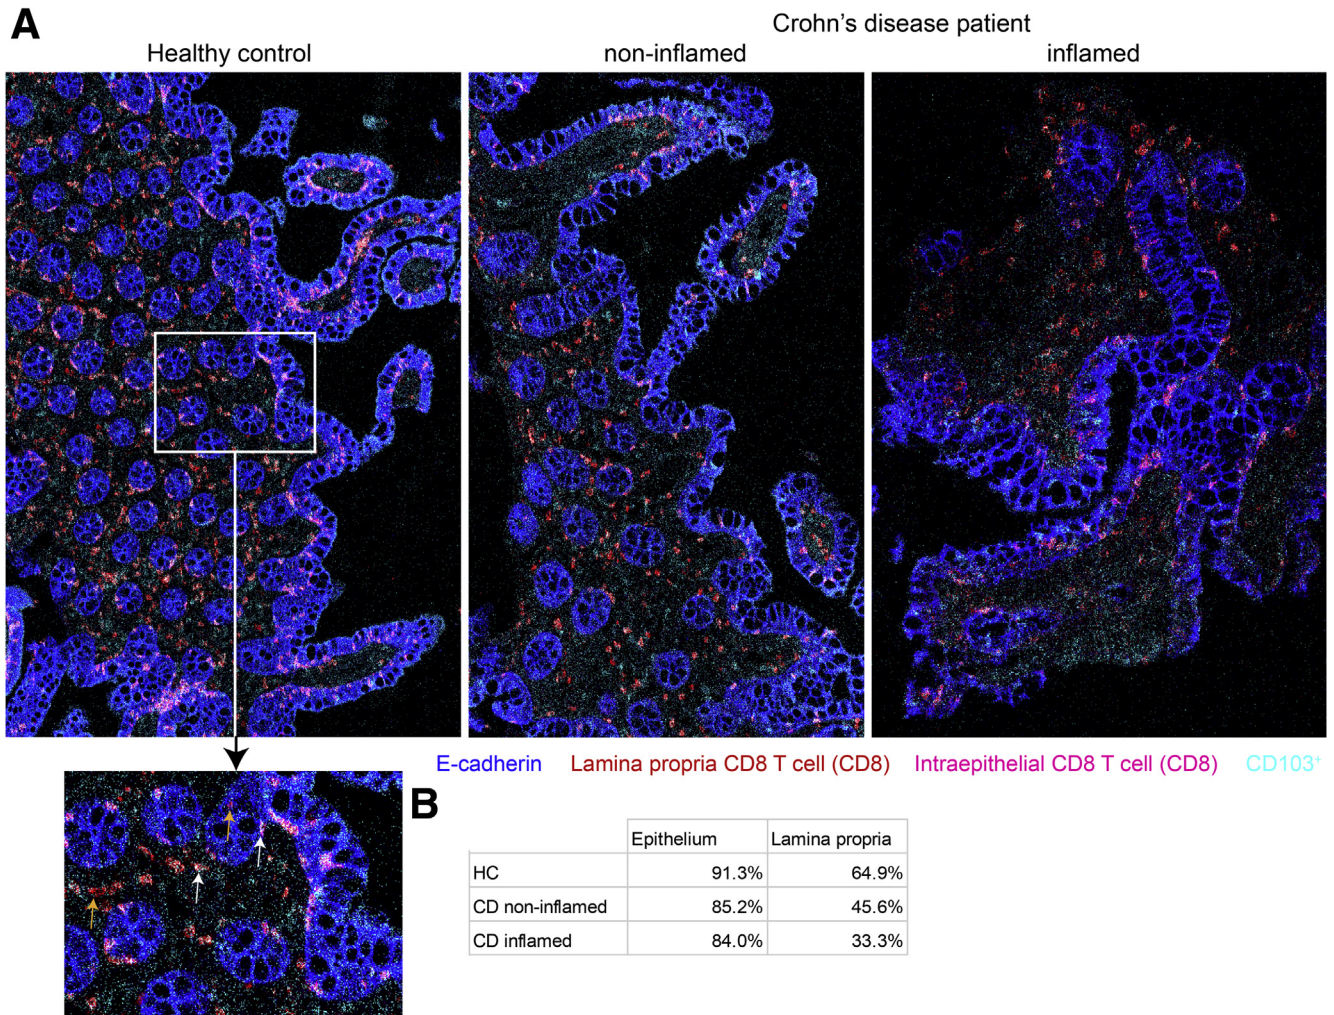 A
Crohn’s disease patient
Healthy control
non-inflamed
inflamed
E-cadherin Lamina propria CD8 T cell (CD8) Intraepithelial CD8 T cell (CD8) CD103+
B
Epithelium Lamina propria
HC 91.3% 64.9%
CD non-inflamed 85.2% 45.6%
CD inflamed 84.0% 33.3%